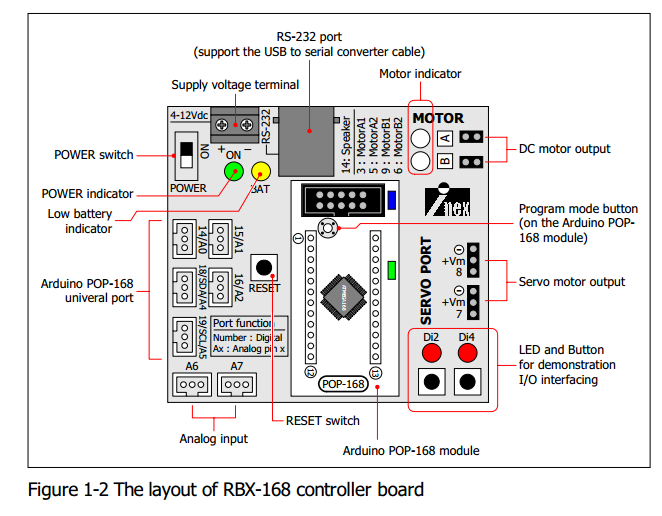 RS-232 port
(support the USB to serial converter cable)
Motor indicator
Supply voltage terminal
4-12Vdc
RS-232
MOTOR
14: Speaker
3 : MotorA1
5 : MotorA2
9 : MotorB1
6 : MotorB2
A
B
DC motor output
POWER switch
ON
+ −
ON
POWER
BAT
POWER indicator
Low battery
indicator
inex
Program mode button
(on the Arduino POP-
168 module)
14/A0
15/A1
1
13
Arduino POP-168
univeral port
18/SDA/A4
16/A2
RESET
ATMEGA168
SERVO PORT
−
+Vm
8
−
+Vm
7
Servo motor output
19/SCL/A5
Port function
Number : Digital
Ax : Analog pin x
Di2
Di4
LED and Button
for demonstration
I/O interfacing
A6
A7
12
13
POP-168
RESET switch
Analog input
Arduino POP-168 module
Figure 1-2 The layout of RBX-168 controller board